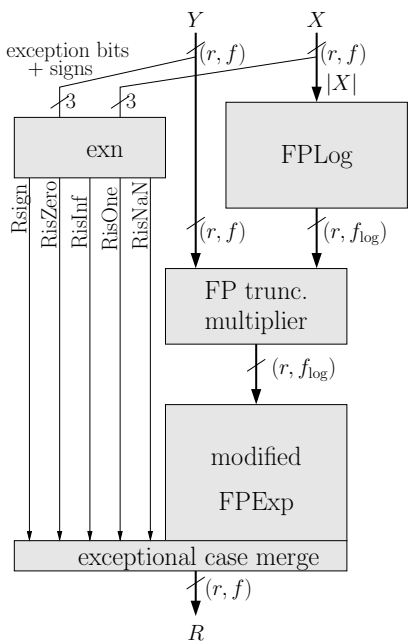 Y X
exception bits
+ signs
(r, f) (r, f)
|X|
3 3
exn
FPLog
Rsign
RisZero
RisInf
RisOne
RisNaN
(r, f) (r, f_log)
FP trunc.
multiplier
(r, f_log)
modified
FPExp
exceptional case merge
(r, f)
R